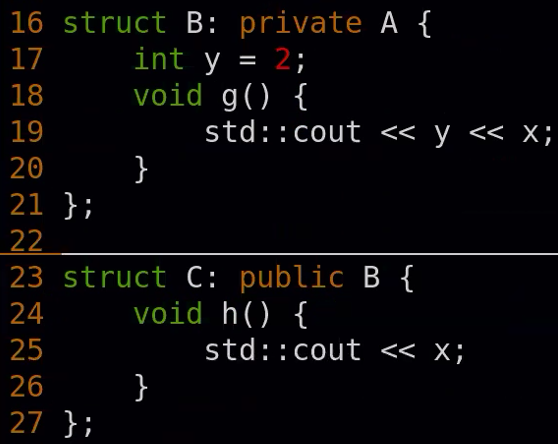 16 struct B: private A {
17     int y = 2;
18     void g() {
19         std::cout << y << x;
20     }
21 };
22
23 struct C: public B {
24     void h() {
25         std::cout << x;
26     }
27 };